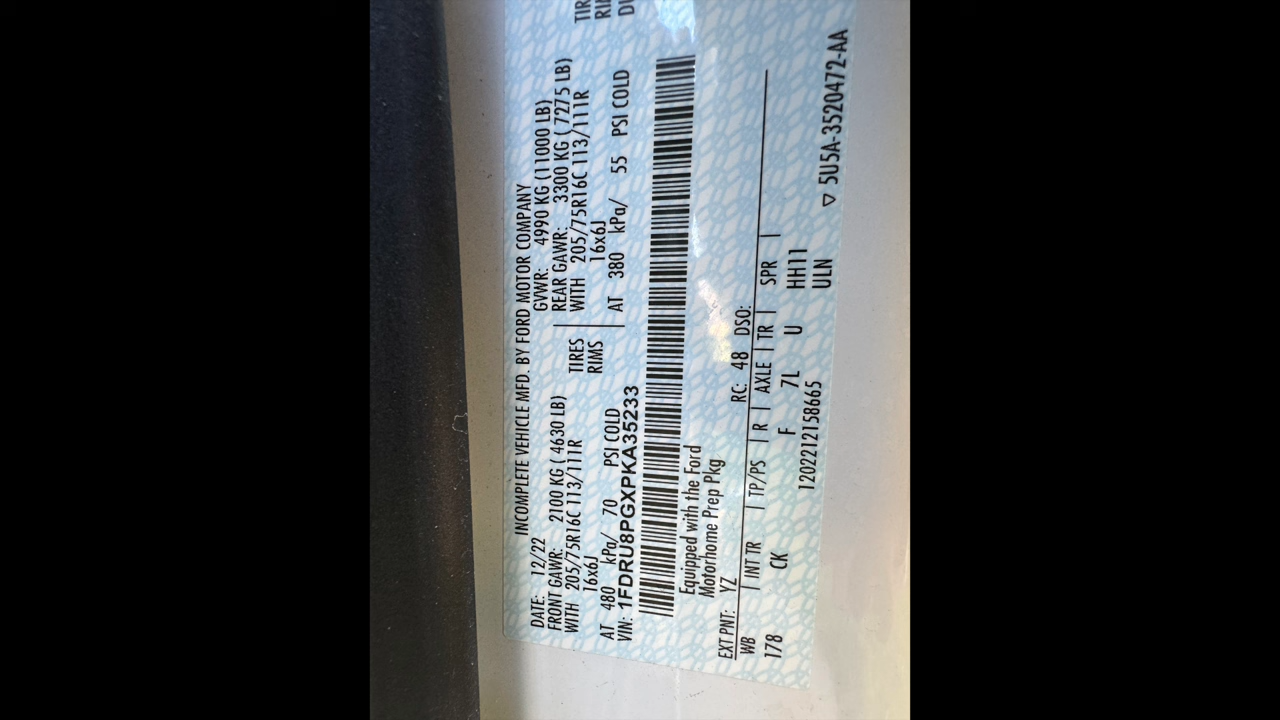 INCOMPLETE VEHICLE MFD. BY FORD MOTOR COMPANY
DATE: 12/22 GVWR: 4990 KG (11000 LB)
FRONT GAWR: 2100 KG ( 4630 LB) REAR GAWR: 3300 KG ( 7275 LB)
WITH 205/75R16C 113/111R TIRES WITH 205/75R16C 113/111R TIR
16x6J RIMS 16x6J RI
AT 480 kPa/ 70 PSI COLD AT 380 kPa/ 55 PSI COLD DU
VIN: 1FDRU8PGXPKA35233
Equipped with the Ford
Motorhome Prep Pkg
EXT PNT: YZ RC: 48 DSO:
WB | INT TR | TP/PS | R | AXLE | TR | SPR |
178 CK F 7L U HH11
120221215865 ULN
▽ 5U5A-3520472-AA